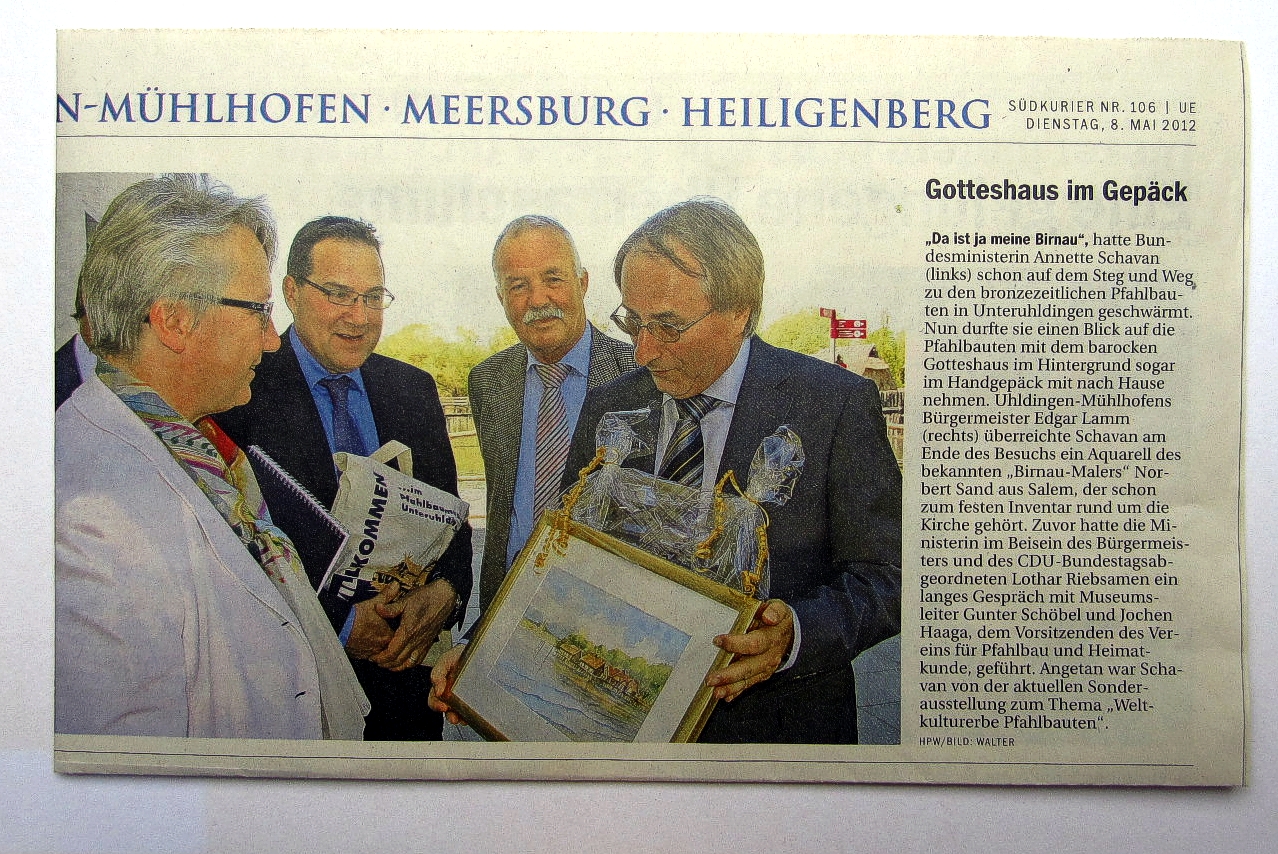 N-MÜHLHOFEN · MEERSBURG · HEILIGENBERG
SÜDKURIER NR. 106 | UE
DIENSTAG, 8. MAI 2012
Gotteshaus im Gepäck
„Da ist ja meine Birnau“, hatte Bun-
desministerin Annette Schavan
(links) schon auf dem Steg und Weg
zu den bronzezeitlichen Pfahlbau-
ten in Unteruhldingen geschwärmt.
Nun durfte sie einen Blick auf die
Pfahlbauten mit dem barocken
Gotteshaus im Hintergrund sogar
im Handgepäck mit nach Hause
nehmen. Uhldingen-Mühlhofens
Bürgermeister Edgar Lamm
(rechts) überreichte Schavan am
Ende des Besuchs ein Aquarell des
bekannten „Birnau-Malers“ Nor-
bert Sand aus Salem, der schon
zum festen Inventar rund um die
Kirche gehört. Zuvor hatte die Mi-
nisterin im Beisein des Bürgermeis-
ters und des CDU-Bundestagsab-
geordneten Lothar Riebsamen ein
langes Gespräch mit Museums-
leiter Gunter Schöbel und Jochen
Haaga, dem Vorsitzenden des Ver-
eins für Pfahlbau und Heimat-
kunde, geführt. Angetan war Scha-
van von der aktuellen Sonder-
ausstellung zum Thema „Welt-
kulturerbe Pfahlbauten“.
HPW/BILD: WALTER
ILLKOMMEN
...im
Pfahlbaumu
Unteruhld